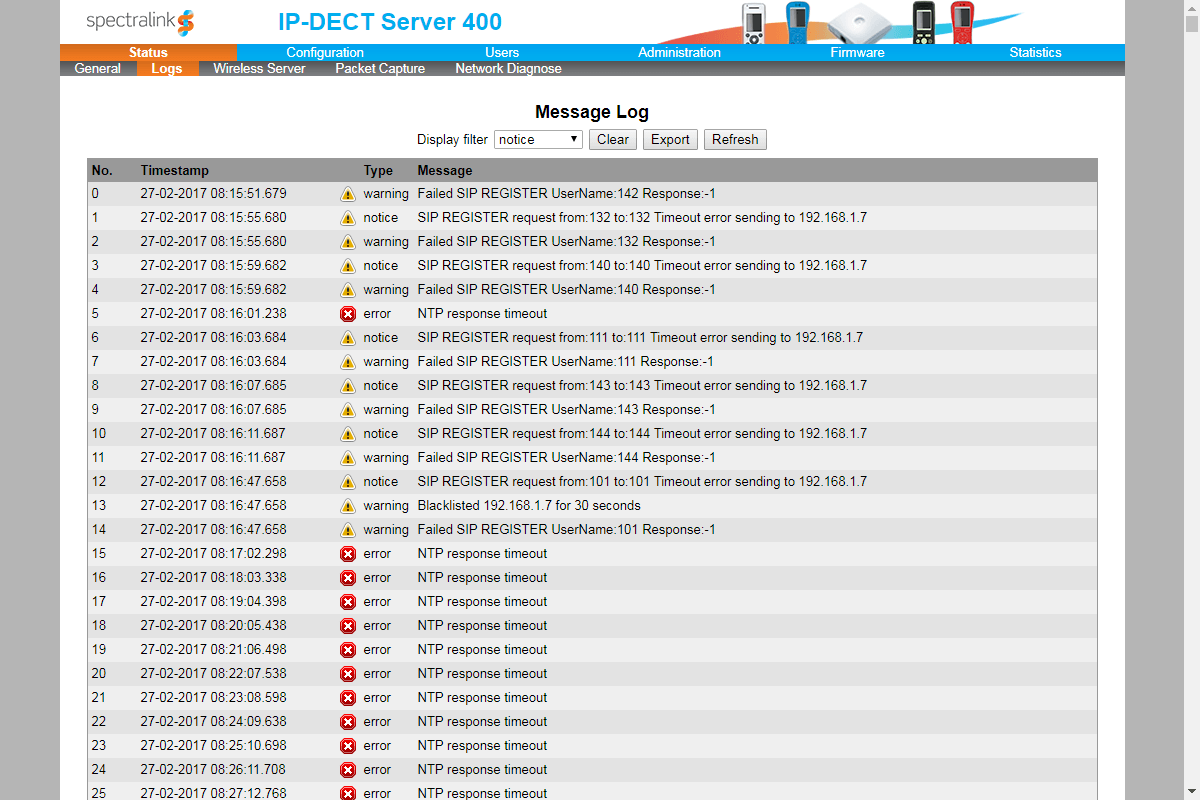 spectralink IP-DECT Server 400
Status Configuration Users Administration Firmware Statistics
General Logs Wireless Server Packet Capture Network Diagnose
Message Log
Display filter notice Clear Export Refresh
No. Timestamp Type Message
0 27-02-2017 08:15:51.679 warning Failed SIP REGISTER UserName:142 Response:-1
1 27-02-2017 08:15:55.680 notice SIP REGISTER request from:132 to:132 Timeout error sending to 192.168.1.7
2 27-02-2017 08:15:55.680 warning Failed SIP REGISTER UserName:132 Response:-1
3 27-02-2017 08:15:59.682 notice SIP REGISTER request from:140 to:140 Timeout error sending to 192.168.1.7
4 27-02-2017 08:15:59.682 warning Failed SIP REGISTER UserName:140 Response:-1
5 27-02-2017 08:16:01.238 error NTP response timeout
6 27-02-2017 08:16:03.684 notice SIP REGISTER request from:111 to:111 Timeout error sending to 192.168.1.7
7 27-02-2017 08:16:03.684 warning Failed SIP REGISTER UserName:111 Response:-1
8 27-02-2017 08:16:07.685 notice SIP REGISTER request from:143 to:143 Timeout error sending to 192.168.1.7
9 27-02-2017 08:16:07.685 warning Failed SIP REGISTER UserName:143 Response:-1
10 27-02-2017 08:16:11.687 notice SIP REGISTER request from:144 to:144 Timeout error sending to 192.168.1.7
11 27-02-2017 08:16:11.687 warning Failed SIP REGISTER UserName:144 Response:-1
12 27-02-2017 08:16:47.658 notice SIP REGISTER request from:101 to:101 Timeout error sending to 192.168.1.7
13 27-02-2017 08:16:47.658 warning Blacklisted 192.168.1.7 for 30 seconds
14 27-02-2017 08:16:47.658 warning Failed SIP REGISTER UserName:101 Response:-1
15 27-02-2017 08:17:02.298 error NTP response timeout
16 27-02-2017 08:18:03.338 error NTP response timeout
17 27-02-2017 08:19:04.398 error NTP response timeout
18 27-02-2017 08:20:05.438 error NTP response timeout
19 27-02-2017 08:21:06.498 error NTP response timeout
20 27-02-2017 08:22:07.538 error NTP response timeout
21 27-02-2017 08:23:08.598 error NTP response timeout
22 27-02-2017 08:24:09.638 error NTP response timeout
23 27-02-2017 08:25:10.698 error NTP response timeout
24 27-02-2017 08:26:11.708 error NTP response timeout
25 27-02-2017 08:27:12.768 error NTP response timeout